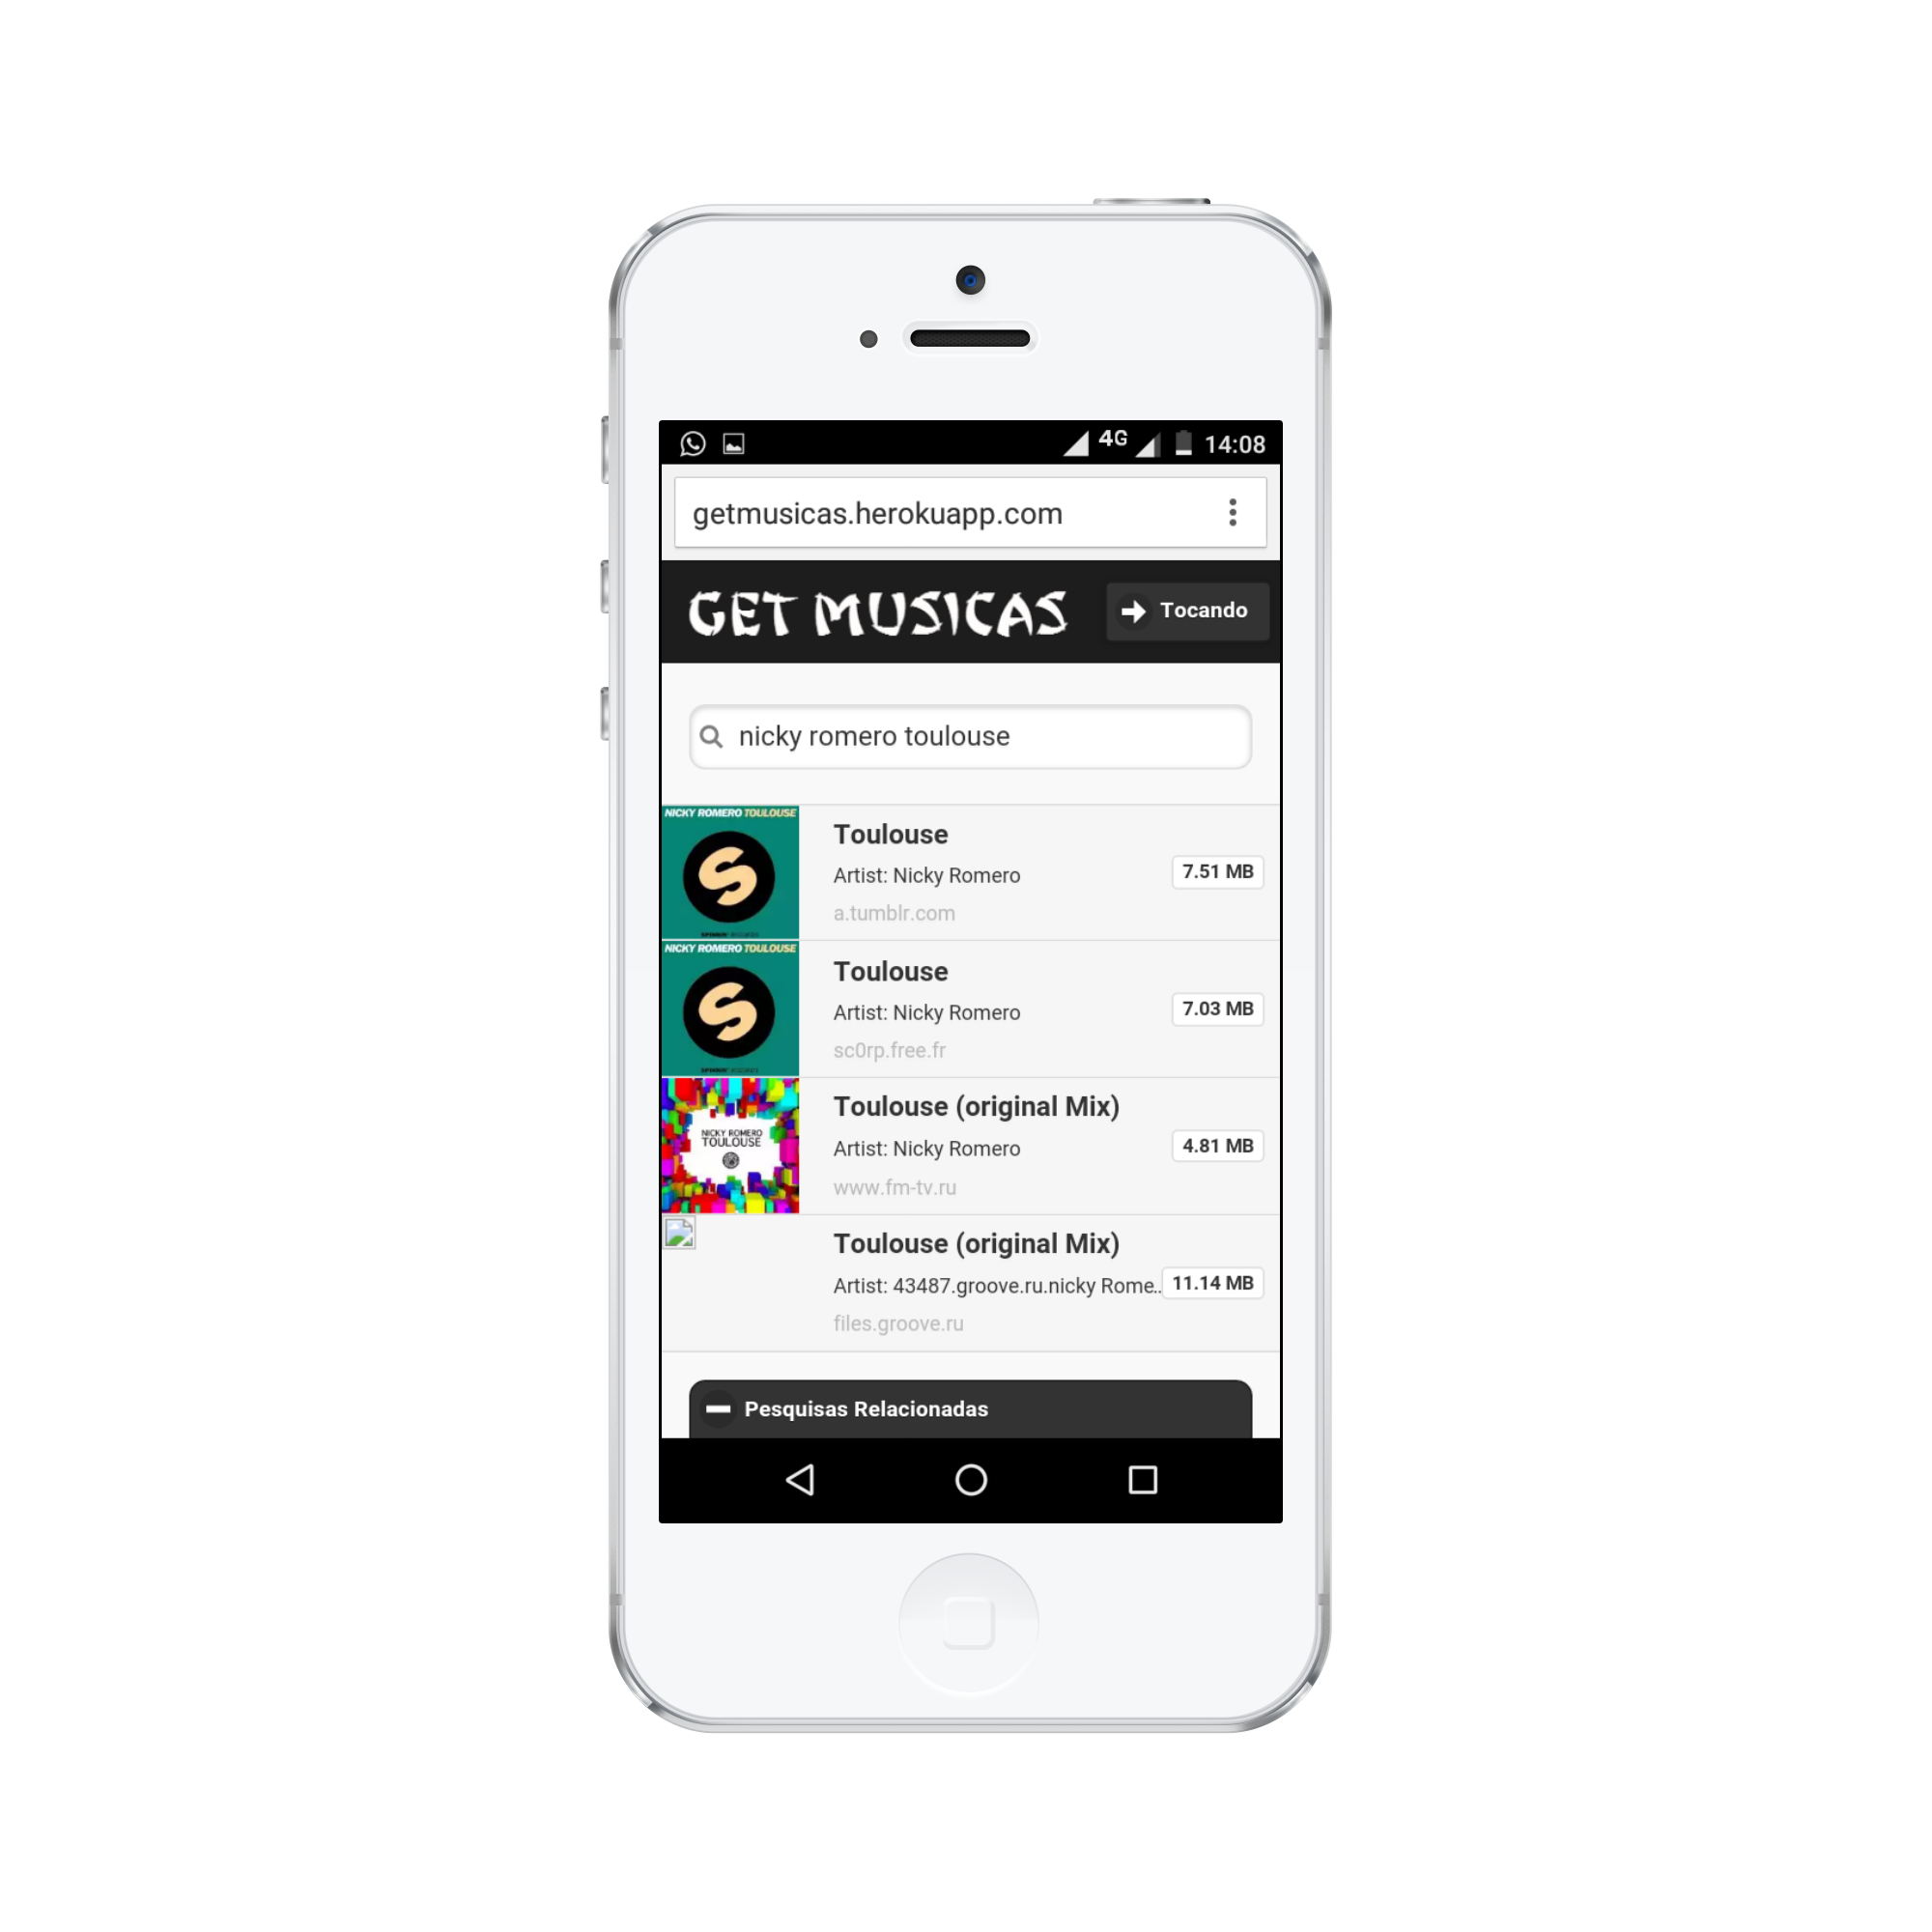 4G 14:08
getmusicas.herokuapp.com
GET MUSICAS
Tocando
nicky romero toulouse
NICKY ROMERO TOULOUSE
Toulouse
Artist: Nicky Romero
7.51 MB
a.tumblr.com
NICKY ROMERO TOULOUSE
Toulouse
Artist: Nicky Romero
7.03 MB
sc0rp.free.fr
NICKY ROMERO
TOULOUSE
Toulouse (original Mix)
Artist: Nicky Romero
4.81 MB
www.fm-tv.ru
Toulouse (original Mix)
Artist: 43487.groove.ru.nicky Rome..
11.14 MB
files.groove.ru
Pesquisas Relacionadas